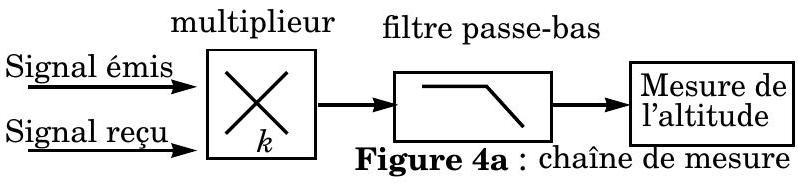 multiplieur
filtre passe-bas
Signal émis
Signal reçu
k
Mesure de
l'altitude
Figure 4a : chaîne de mesure